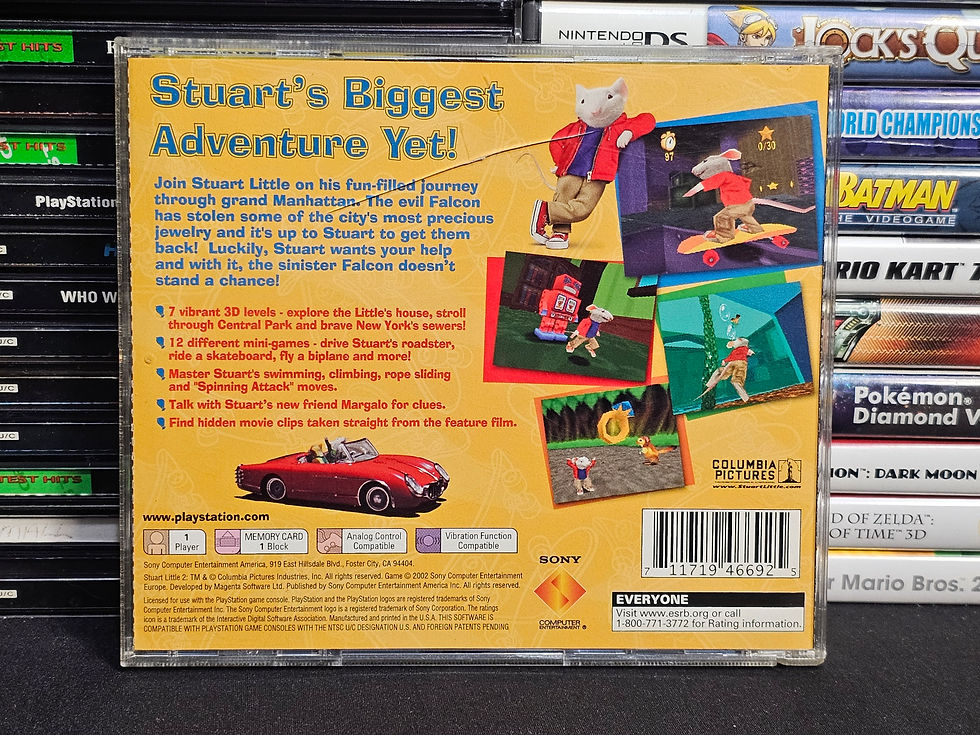 Stuart's Biggest
Adventure Yet!
Join Stuart Little on his fun-filled journey
through grand Manhattan. The evil Falcon
has stolen some of the city's most precious
jewelry and it's up to Stuart to get them
back! Luckily, Stuart wants your help
and with it, the sinister Falcon doesn't
stand a chance!
7 vibrant 3D levels - explore the Little's house, stroll
through Central Park and brave New York's sewers!
12 different mini-games - drive Stuart's roadster,
ride a skateboard, fly a biplane and more!
Master Stuart's swimming, climbing, rope sliding
and "Spinning Attack" moves.
Talk with Stuart's new friend Margalo for clues.
Find hidden movie clips taken straight from the feature film.
97
0/30
COLUMBIA
PICTURES
www.StuartLittle.com
www.playstation.com
1
Player
MEMORY CARD
1 Block
Analog Control
Compatible
Vibration Function
Compatible
Sony Computer Entertainment America, 919 East Hillsdale Blvd., Foster City, CA 94404.
Stuart Little 2: TM & © Columbia Pictures Industries, Inc. All rights reserved. Game © 2002 Sony Computer Entertainment
Europe. Developed by Magenta Software Ltd. Published by Sony Computer Entertainment America Inc. All rights reserved.
Licensed for use with the PlayStation game console. PlayStation and the PlayStation logos are registered trademarks of Sony
Computer Entertainment Inc. The Sony Computer Entertainment logo is a registered trademark of Sony Corporation. The ratings
icon is a trademark of the Interactive Digital Software Association. Manufactured and printed in the U.S.A. THIS SOFTWARE IS
COMPATIBLE WITH PLAYSTATION GAME CONSOLES WITH THE NTSC U/C DESIGNATION U.S. AND FOREIGN PATENTS PENDING
SONY
COMPUTER
ENTERTAINMENT ®
7 11719 46692 5
EVERYONE
Visit www.esrb.org or call
1-800-771-3772 for Rating information.
ST HITS
ST HITS
PlayStation
WHO W
U/C
U/C
U/C
TEST HITS
NINTENDO DS
LOCK'S QU
RLD CHAMPIONS
BATMAN
HE VIDEOGAME
RIO KART 7
Pokémon
Diamond V
ION™: DARK MOON
D OF ZELDA™:
OF TIME™ 3D
r Mario Bros.